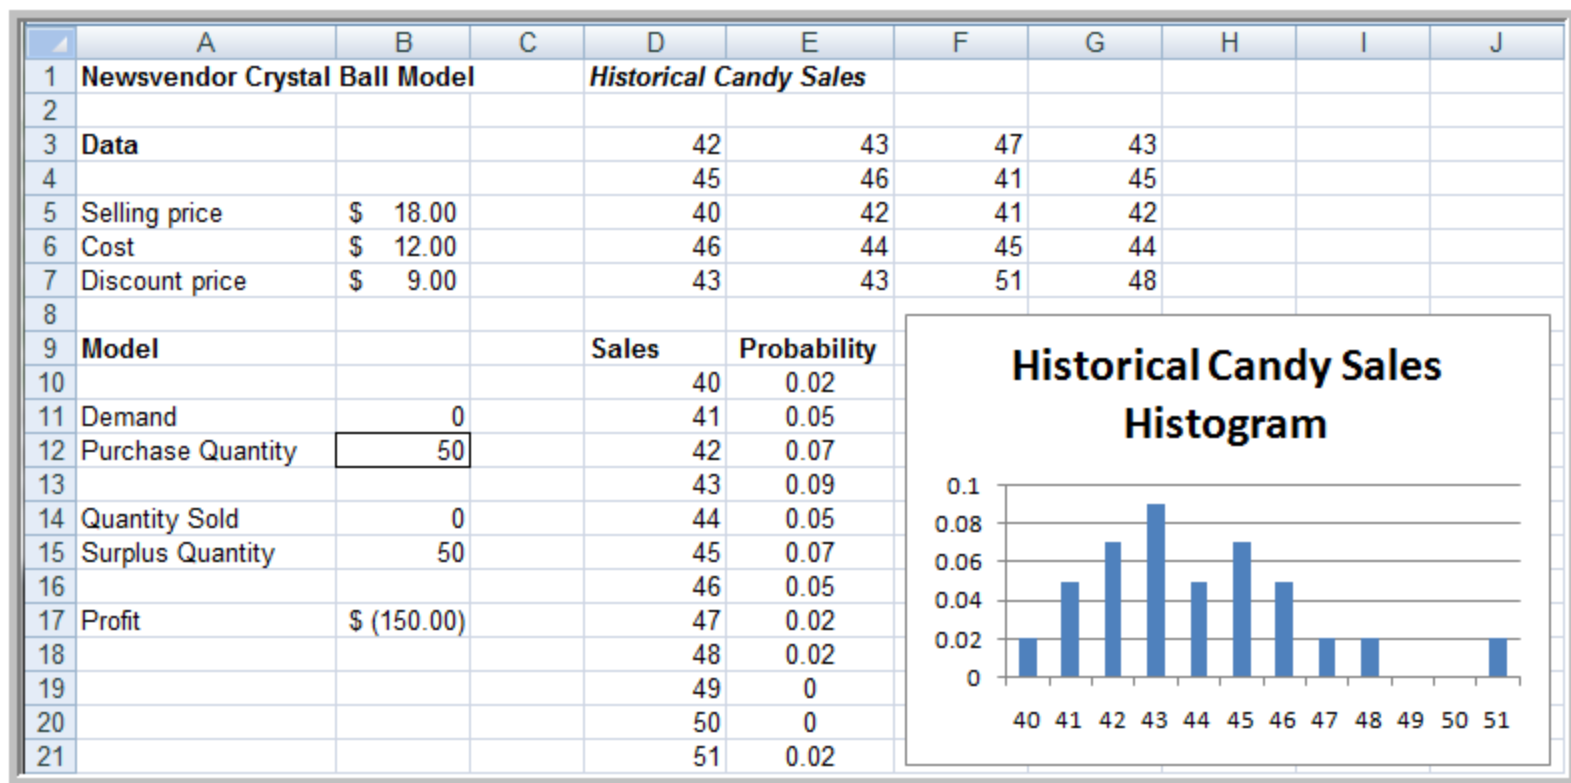 A B C D E F G H I J
1 Newsvendor Crystal Ball Model Historical Candy Sales
2
3 Data 42 43 47 43
4 45 46 41 45
5 Selling price $ 18.00 40 42 41 42
6 Cost $ 12.00 46 44 45 44
7 Discount price $ 9.00 43 43 51 48
8
9 Model Sales Probability
10 40 0.02
11 Demand 0 41 0.05
12 Purchase Quantity 50 42 0.07
13 43 0.09
14 Quantity Sold 0 44 0.05
15 Surplus Quantity 50 45 0.07
16 46 0.05
17 Profit $ (150.00) 47 0.02
18 48 0.02
19 49 0
20 50 0
21 51 0.02
Historical Candy Sales
Histogram
0.1
0.08
0.06
0.04
0.02
0
40 41 42 43 44 45 46 47 48 49 50 51